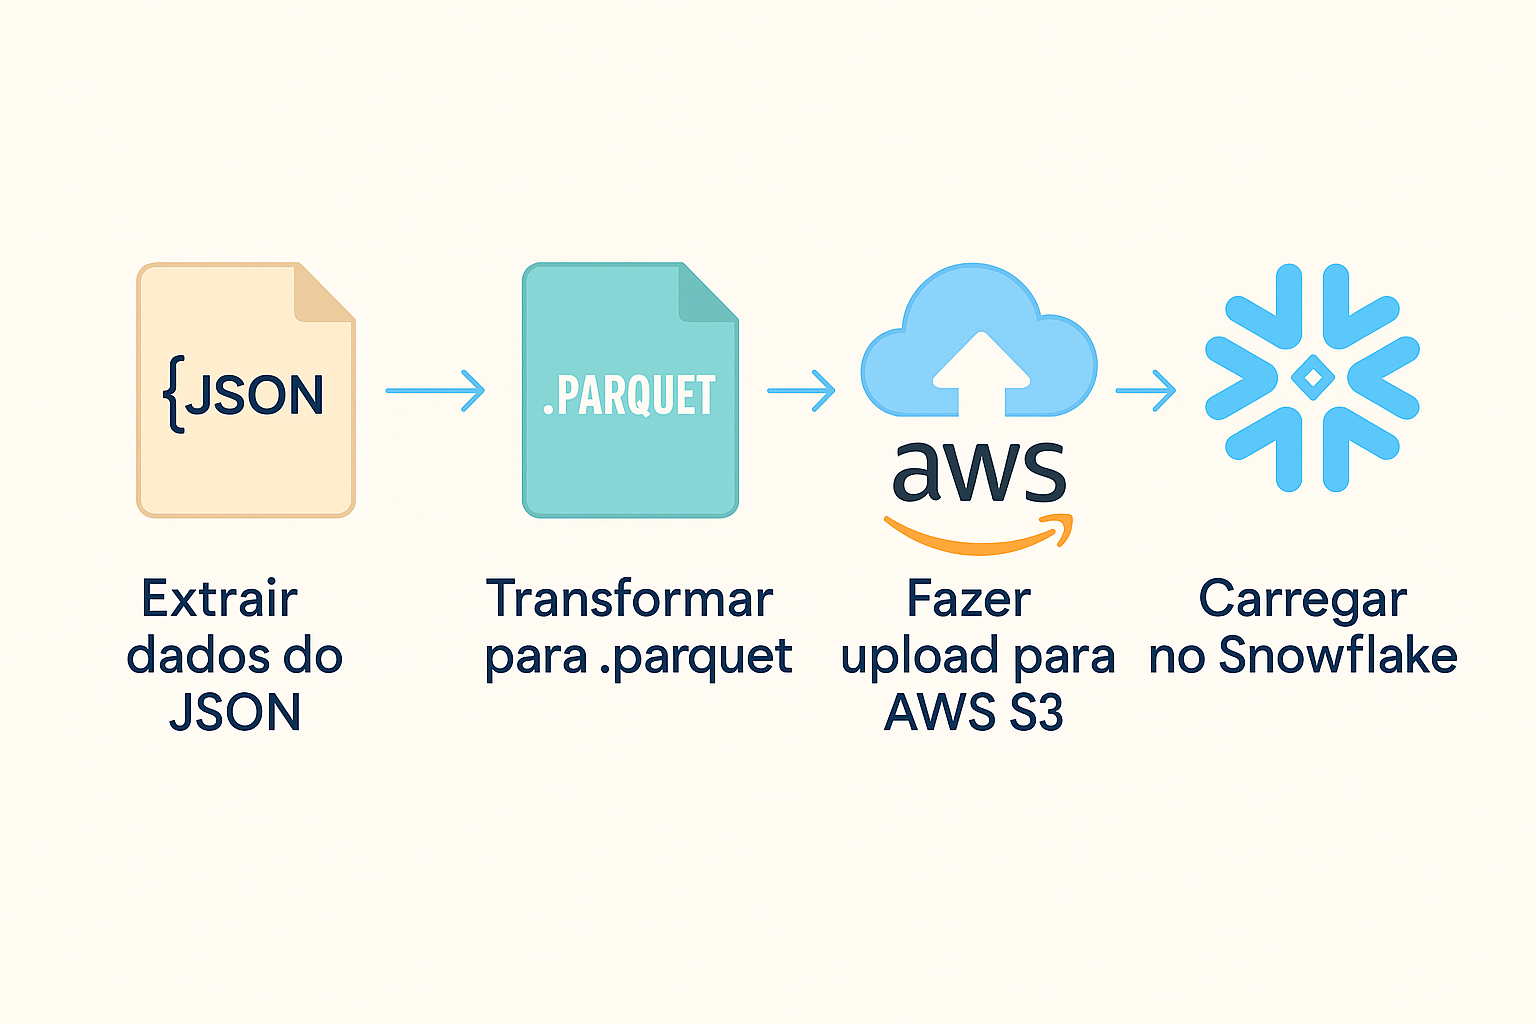 {JSON
.PARQUET
aws
Extrair
dados do
JSON
Transformar
para .parquet
Fazer
upload para
AWS S3
Carregar
no Snowflake